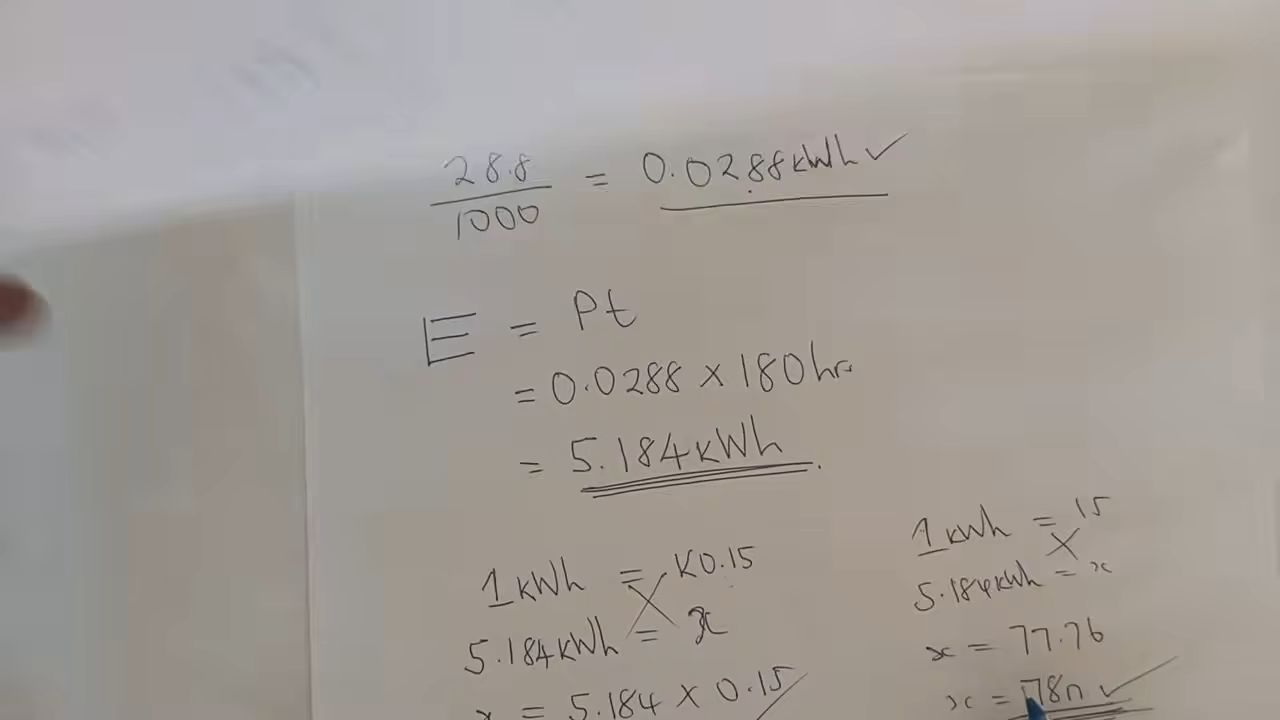 28.8
1000
= 0.0288kWh ✓
E = Pt
= 0.0288 × 180hrs
= 5.184kWh.
1kWh = K0.15
5.184kWh = x
x = 5.184 × 0.15
1kWh = 15
5.184kWh = x
x = 77.76
x = 78n ✓